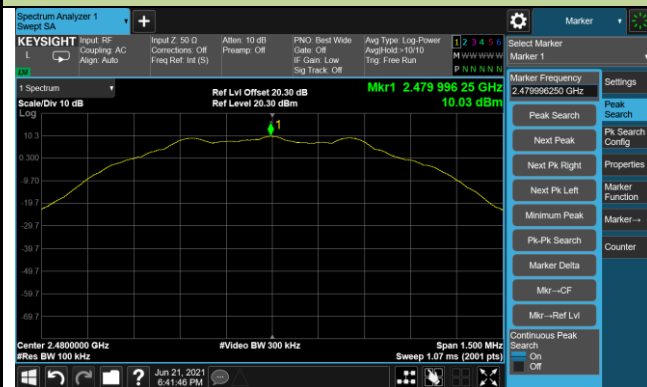 Spectrum Analyzer 1
Swept SA
Marker
KEYSIGHT
L
Input: RF
Coupling: AC
Align: Auto
Input Z: 50 Ω
Corrections: Off
Freq Ref: Int (S)
Atten: 10 dB
Preamp: Off
PNO: Best Wide
Gate: Off
IF Gain: Low
Sig Track: Off
Avg Type: Log-Power
Avg|Hold:>10/10
Trig: Free Run
1 2 3 4 5 6
M W W W W W
P N N N N N
Select Marker
Marker 1
1 Spectrum
Scale/Div 10 dB
Log
Ref Lvl Offset 20.30 dB
Ref Level 20.30 dBm
Mkr1 2.479 996 25 GHz
10.03 dBm
1
10.3
0.300
-9.70
-19.7
-29.7
-39.7
-49.7
-59.7
-69.7
Center 2.4800000 GHz
#Res BW 100 kHz
#Video BW 300 kHz
Span 1.500 MHz
Sweep 1.07 ms (2001 pts)
Marker Frequency
2.479996250 GHz
Peak Search
Next Peak
Next Pk Right
Next Pk Left
Minimum Peak
Pk-Pk Search
Marker Delta
Mkr→CF
Mkr→Ref Lvl
Continuous Peak
Search
On
Off
Settings
Peak
Search
Pk Search
Config
Properties
Marker
Function
Marker→
Counter
Jun 21, 2021
6:41:46 PM